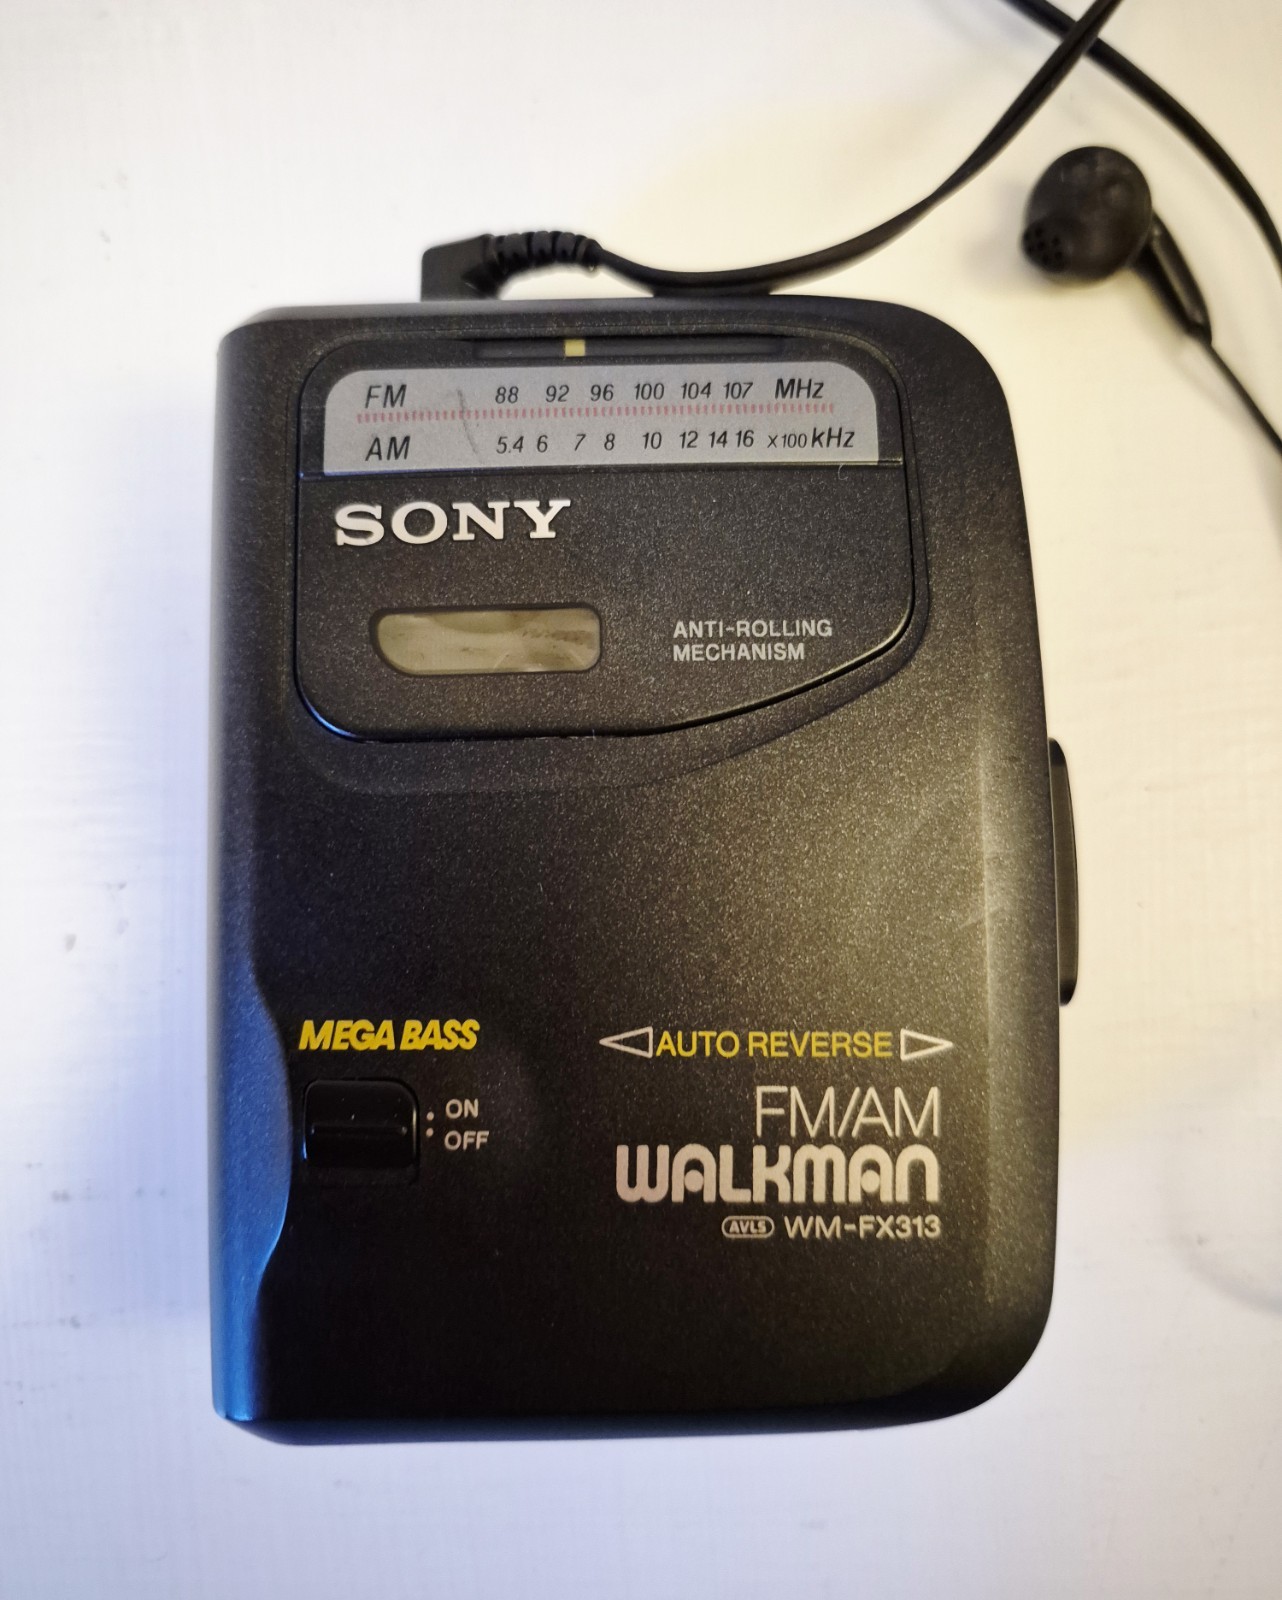 FM 88 92 96 100 104 107 MHz
AM 5.4 6 7 8 10 12 14 16 x100 kHz
SONY
ANTI-ROLLING
MECHANISM
MEGA BASS
ON
OFF
AUTO REVERSE
FM/AM
WALKMAN
AVLS WM-FX313